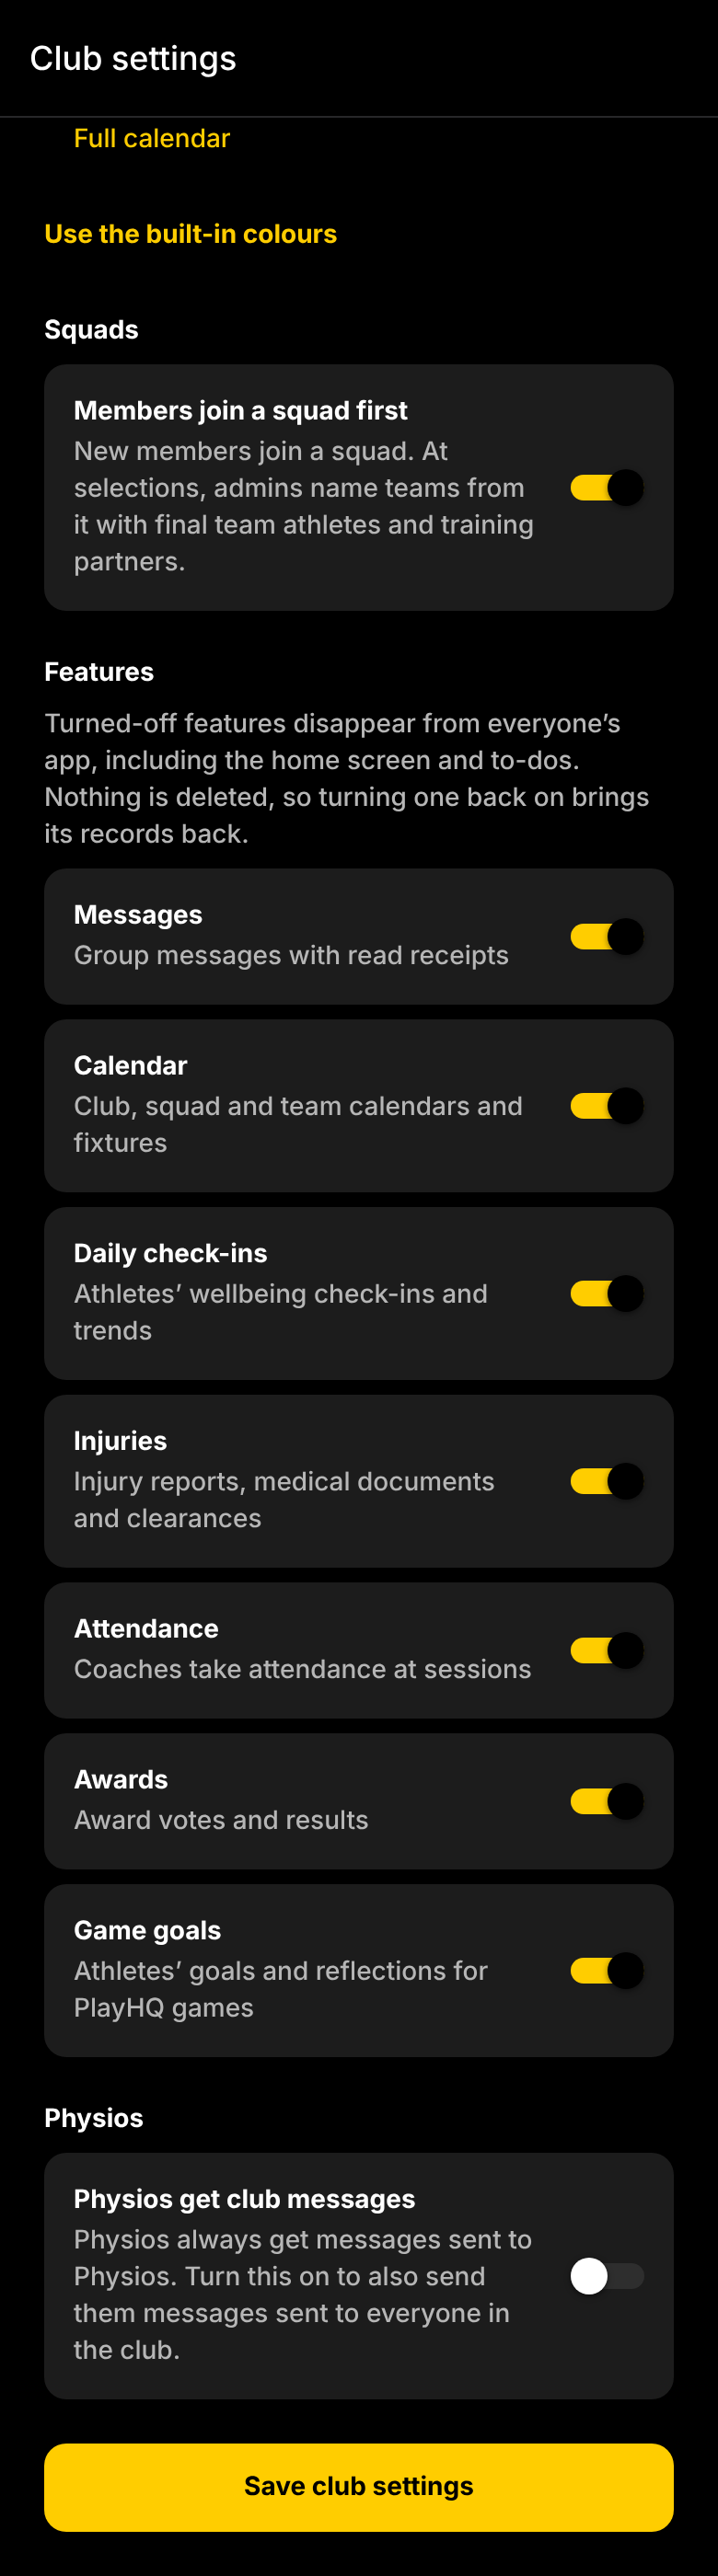 Club settings
Full calendar
Use the built-in colours
Squads
Members join a squad first
New members join a squad. At
selections, admins name teams from
it with final team athletes and training
partners.
Features
Turned-off features disappear from everyone’s
app, including the home screen and to-dos.
Nothing is deleted, so turning one back on brings
its records back.
Messages
Group messages with read receipts
Calendar
Club, squad and team calendars and
fixtures
Daily check-ins
Athletes’ wellbeing check-ins and
trends
Injuries
Injury reports, medical documents
and clearances
Attendance
Coaches take attendance at sessions
Awards
Award votes and results
Game goals
Athletes’ goals and reflections for
PlayHQ games
Physios
Physios get club messages
Physios always get messages sent to
Physios. Turn this on to also send
them messages sent to everyone in
the club.
Save club settings